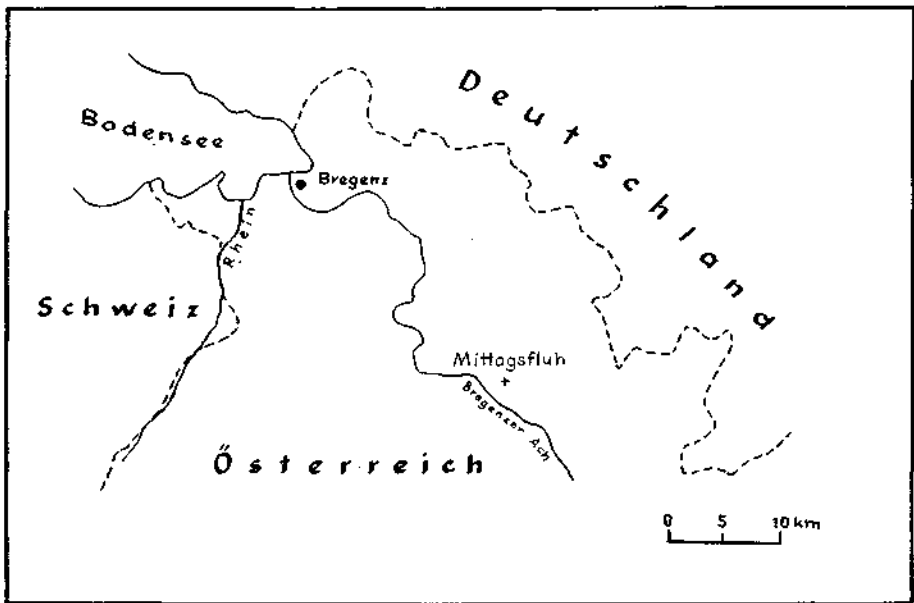 Deutschland
Bodensee
Bregenz
Rhein
Schweiz
Mittagsfluh
Bregenzer Ach
Österreich
0 5 10 km